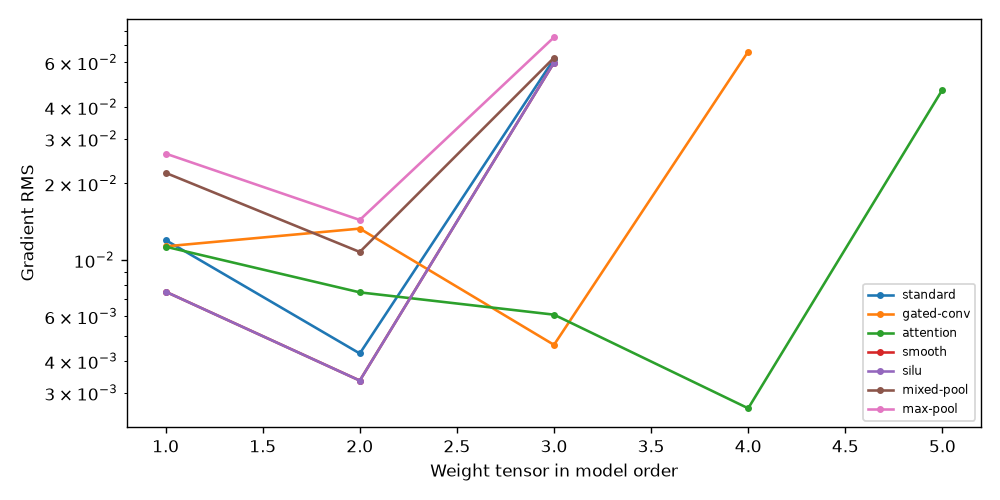 Gradient RMS
6 × 10⁻²
4 × 10⁻²
3 × 10⁻²
2 × 10⁻²
10⁻²
6 × 10⁻³
4 × 10⁻³
3 × 10⁻³
standard
gated-conv
attention
smooth
silu
mixed-pool
max-pool
1.0 1.5 2.0 2.5 3.0 3.5 4.0 4.5 5.0
Weight tensor in model order